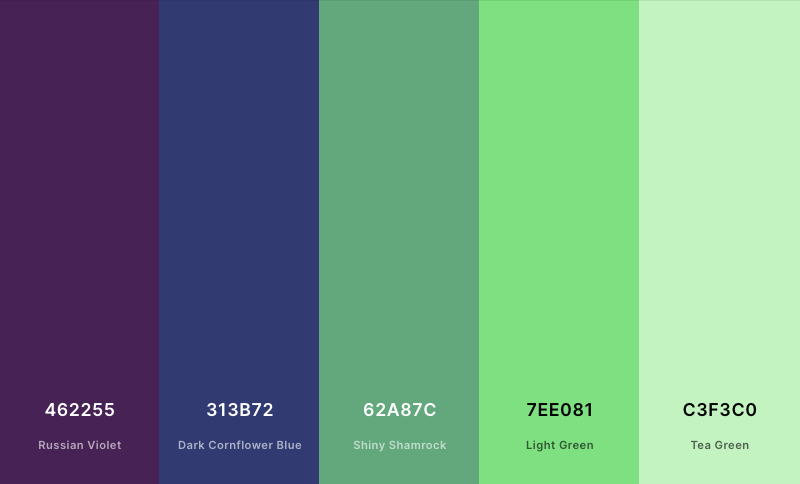 462255
Russian Violet
313B72
Dark Cornflower Blue
62A87C
Shiny Shamrock
7EE081
Light Green
C3F3C0
Tea Green